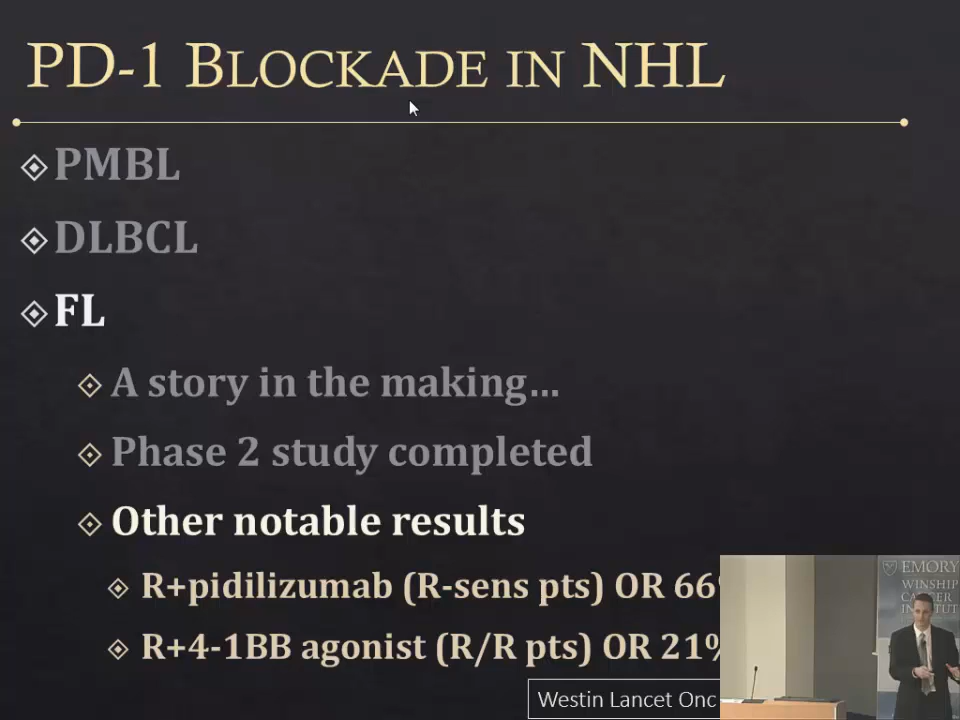 PD-1 BLOCKADE IN NHL
PMBL
DLBCL
FL
A story in the making...
Phase 2 study completed
Other notable results
R+pidilizumab (R-sens pts) OR 66%
R+4-1BB agonist (R/R pts) OR 21%
Westin Lancet Onc
EMORY
WINSHIP
CANCER